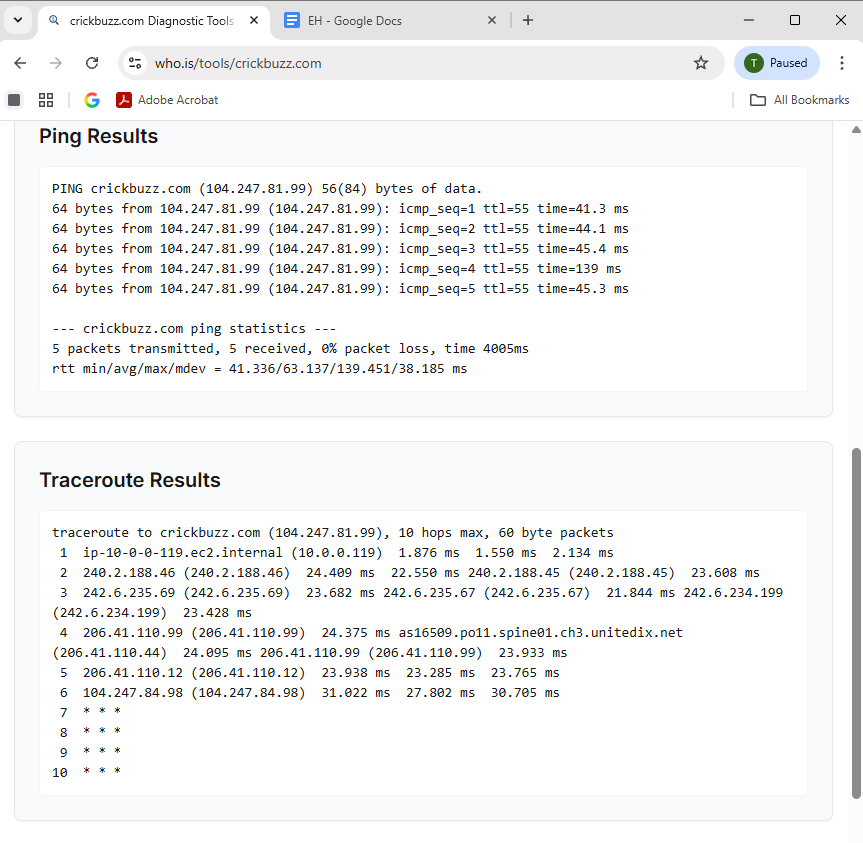 crickbuzz.com Diagnostic Tools
EH - Google Docs
who.is/tools/crickbuzz.com
T
Paused
Adobe Acrobat
All Bookmarks
Ping Results
PING crickbuzz.com (104.247.81.99) 56(84) bytes of data.
64 bytes from 104.247.81.99 (104.247.81.99): icmp_seq=1 ttl=55 time=41.3 ms
64 bytes from 104.247.81.99 (104.247.81.99): icmp_seq=2 ttl=55 time=44.1 ms
64 bytes from 104.247.81.99 (104.247.81.99): icmp_seq=3 ttl=55 time=45.4 ms
64 bytes from 104.247.81.99 (104.247.81.99): icmp_seq=4 ttl=55 time=139 ms
64 bytes from 104.247.81.99 (104.247.81.99): icmp_seq=5 ttl=55 time=45.3 ms
--- crickbuzz.com ping statistics ---
5 packets transmitted, 5 received, 0% packet loss, time 4005ms
rtt min/avg/max/mdev = 41.336/63.137/139.451/38.185 ms
Traceroute Results
traceroute to crickbuzz.com (104.247.81.99), 10 hops max, 60 byte packets
1  ip-10-0-0-119.ec2.internal (10.0.0.119)  1.876 ms  1.550 ms  2.134 ms
2  240.2.188.46 (240.2.188.46)  24.409 ms  22.550 ms 240.2.188.45 (240.2.188.45)  23.608 ms
3  242.6.235.69 (242.6.235.69)  23.682 ms 242.6.235.67 (242.6.235.67)  21.844 ms 242.6.234.199
(242.6.234.199)  23.428 ms
4  206.41.110.99 (206.41.110.99)  24.375 ms as16509.po11.spine01.ch3.unitedix.net
(206.41.110.44)  24.095 ms 206.41.110.99 (206.41.110.99)  23.933 ms
5  206.41.110.12 (206.41.110.12)  23.938 ms  23.285 ms  23.765 ms
6  104.247.84.98 (104.247.84.98)  31.022 ms  27.802 ms  30.705 ms
7  * * *
8  * * *
9  * * *
10  * * *